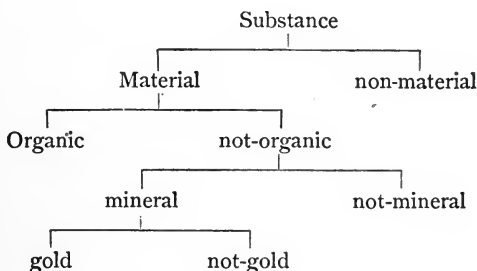 Substance
Material non-material
Organic not-organic
mineral not-mineral
gold not-gold